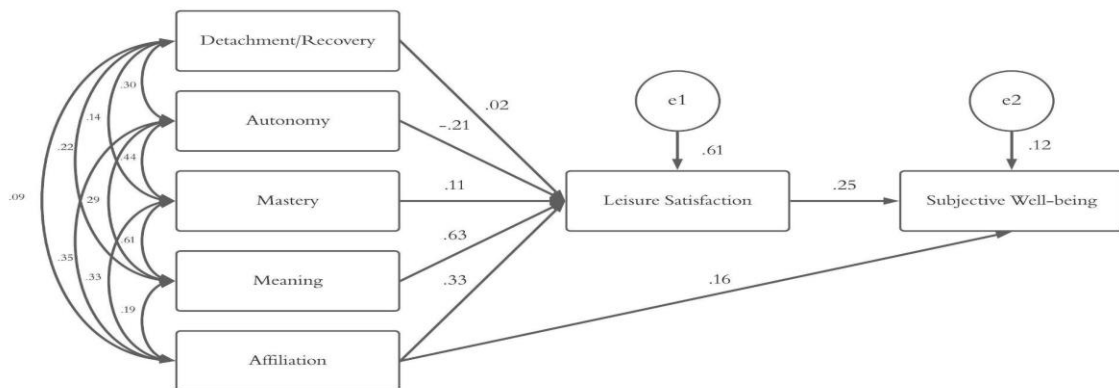 Detachment/Recovery
.30
.02
e1
e2
.14
Autonomy
-.21
.22
.44
.61
.12
.09
.29
Mastery
.11
Leisure Satisfaction
.25
Subjective Well-being
.61
.35
.33
Meaning
.63
.33
.16
.19
Affiliation